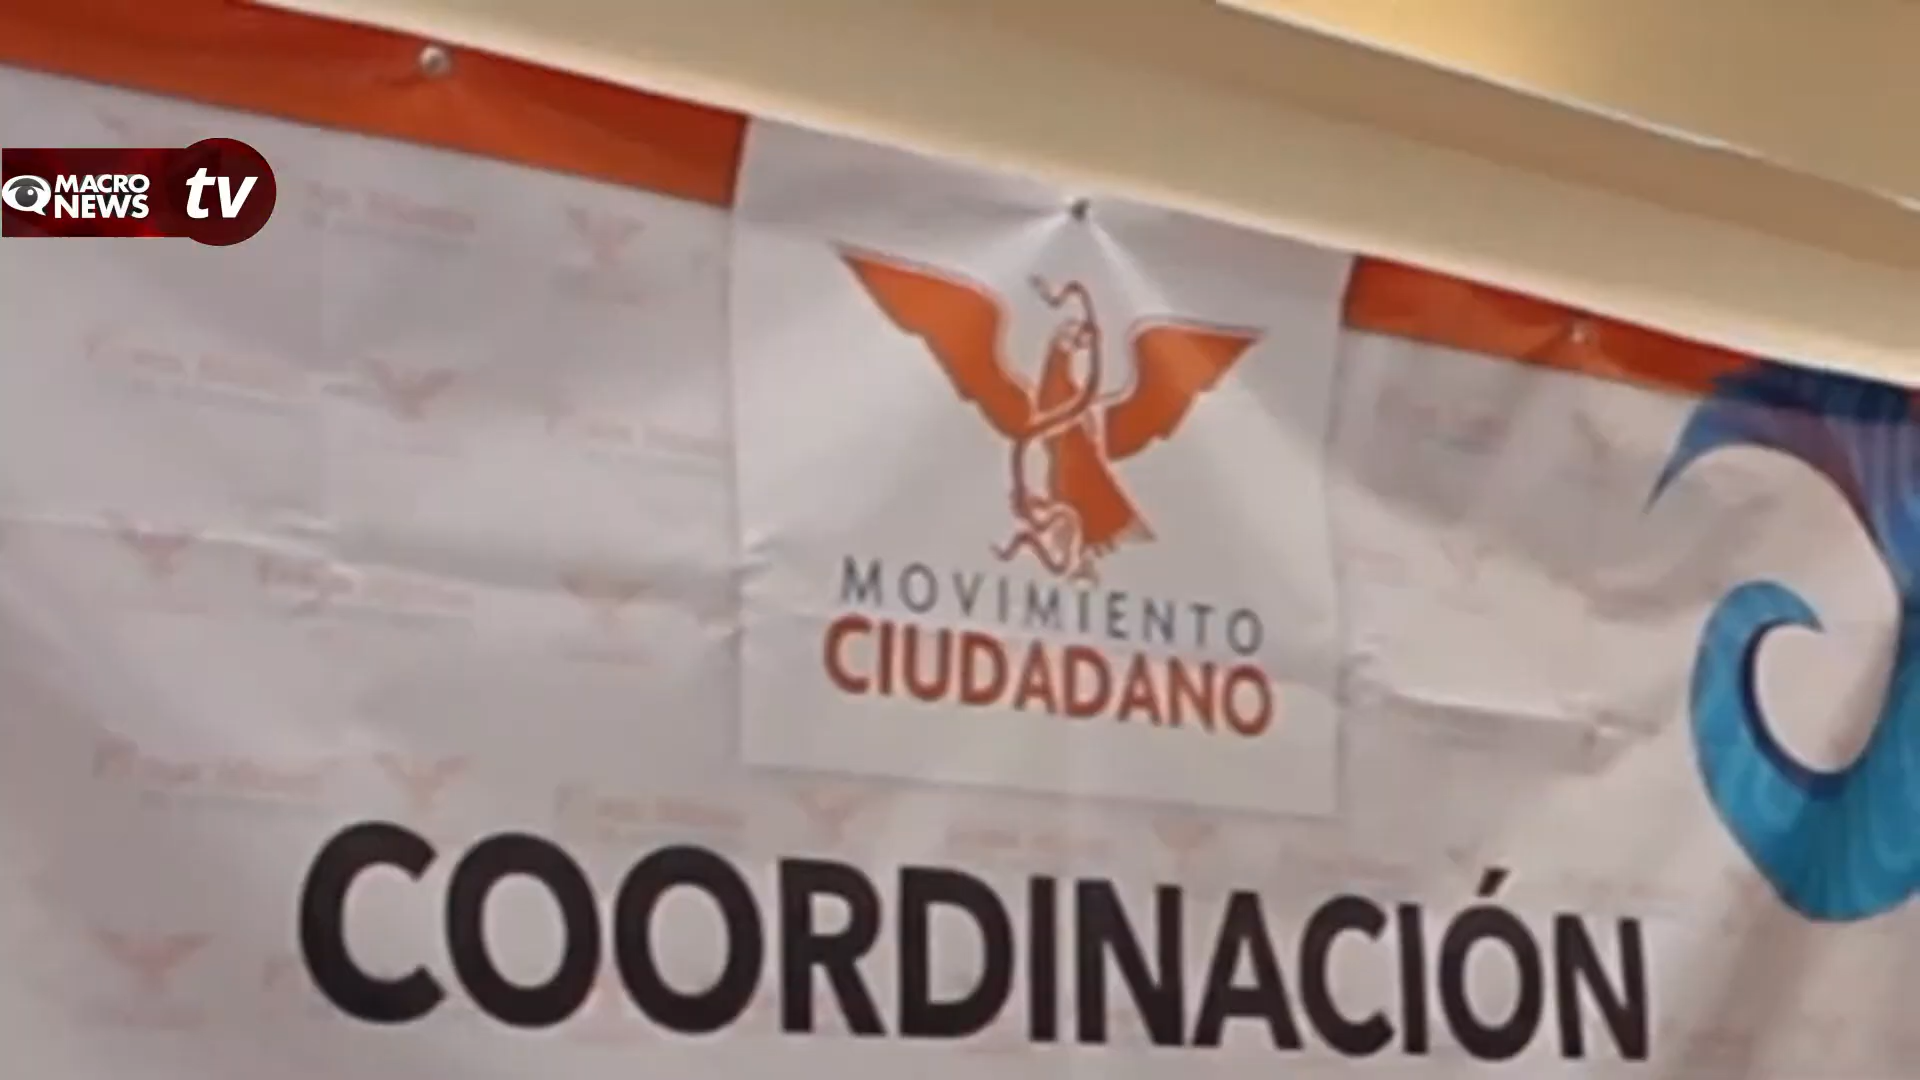 MACRO
NEWS
tv
MOVIMIENTO
CIUDADANO
COORDINACIÓN